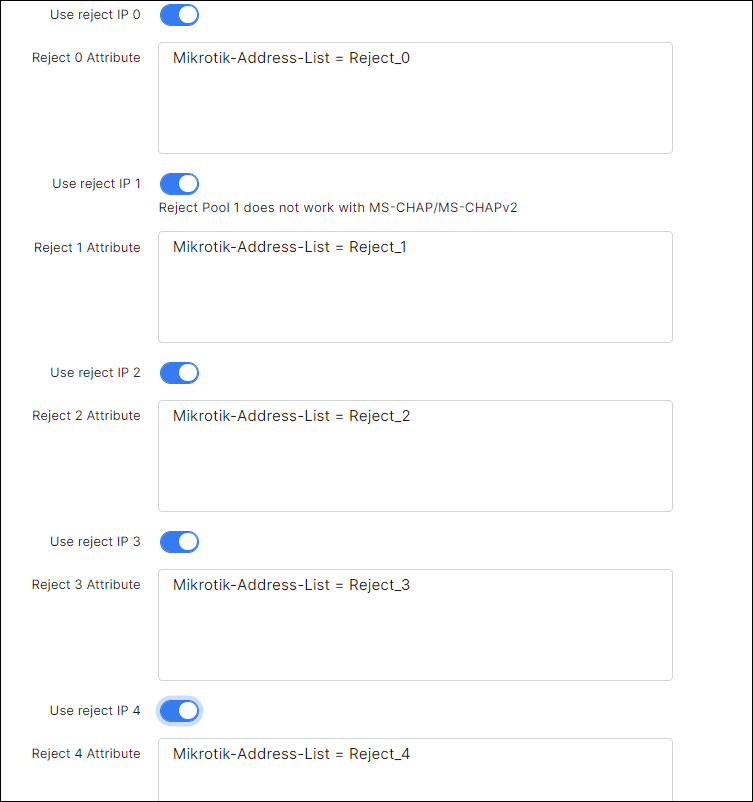 Use reject IP 0
Reject 0 Attribute
Mikrotik-Address-List = Reject_0
Use reject IP 1
Reject Pool 1 does not work with MS-CHAP/MS-CHAPv2
Reject 1 Attribute
Mikrotik-Address-List = Reject_1
Use reject IP 2
Reject 2 Attribute
Mikrotik-Address-List = Reject_2
Use reject IP 3
Reject 3 Attribute
Mikrotik-Address-List = Reject_3
Use reject IP 4
Reject 4 Attribute
Mikrotik-Address-List = Reject_4